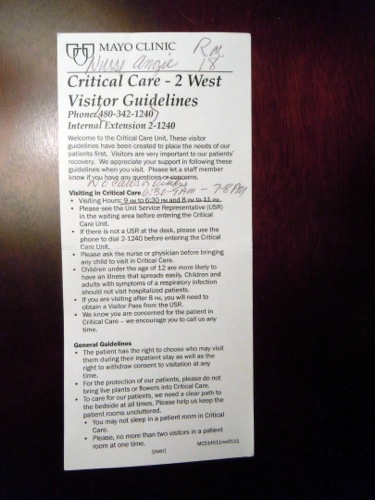 MAYO CLINIC
Rm 18
Nurse Angie
Critical Care - 2 West
Visitor Guidelines
Phone: 480-342-1240
Internal Extension 2-1240
Welcome to the Critical Care Unit. These visitor
guidelines have been created to place the needs of our
patients first. Visitors are very important to our patients'
recovery. We appreciate your support in following these
guidelines when you visit. Please let a staff member
know if you have any questions or concerns.
No calls or visitors
Visiting in Critical Care 6:30-9AM - 7-8PM
• Visiting Hours: 9 AM to 6:30 PM and 8 PM to 11 PM.
• Please see the Unit Service Representative (USR)
in the waiting area before entering the Critical
Care Unit.
• If there is not a USR at the desk, please use the
phone to dial 2-1240 before entering the Critical
Care Unit.
• Please ask the nurse or physician before bringing
any child to visit in Critical Care.
• Children under the age of 12 are more likely to
have an illness that spreads easily. Children and
adults with symptoms of a respiratory infection
should not visit hospitalized patients.
• If you are visiting after 8 PM, you will need to
obtain a Visitor Pass from the USR.
• We know you are concerned for the patient in
Critical Care – we encourage you to call us any
time.
General Guidelines
• The patient has the right to choose who may visit
them during their inpatient stay as well as the
right to withdraw consent to visitation at any
time.
• For the protection of our patients, please do not
bring live plants or flowers into Critical Care.
• To care for our patients, we need a clear path to
the bedside at all times. Please help us keep the
patient rooms uncluttered.
• You may not sleep in a patient room in Critical
Care.
• Please, no more than two visitors in a patient
room at one time.
(over)
MC5145-11rev0511